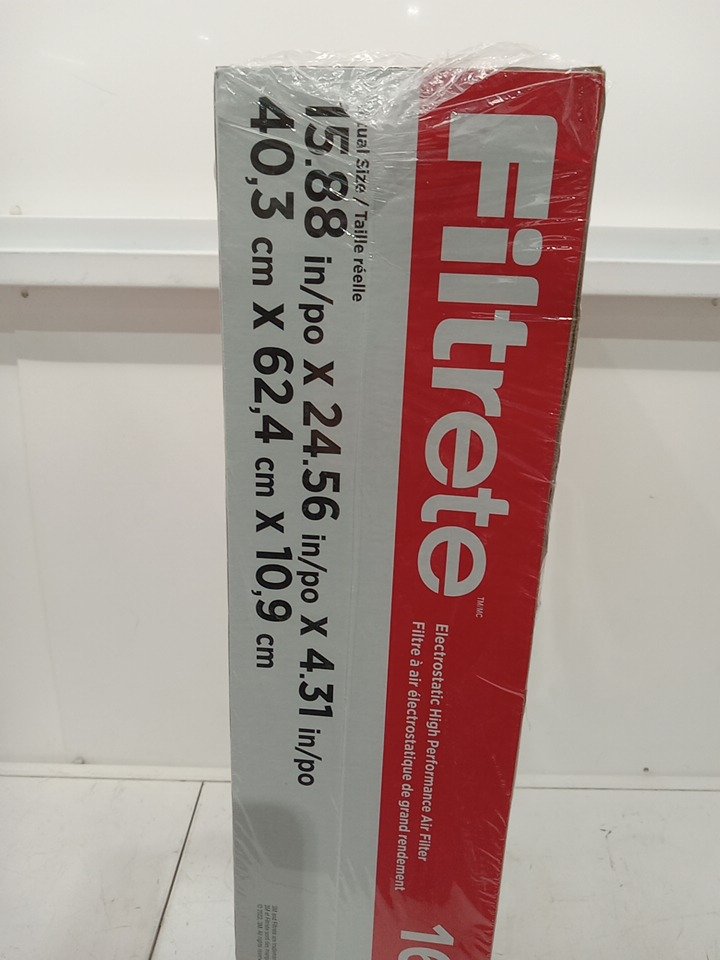 Filtrete
TM/MC
Electrostatic High Performance Air Filter
Filtre à air électrostatique de grand rendement
16
Size / Taille réelle
15.88 in/po X 24.56 in/po X 4.31 in/po
40,3 cm X 62,4 cm X 10,9 cm